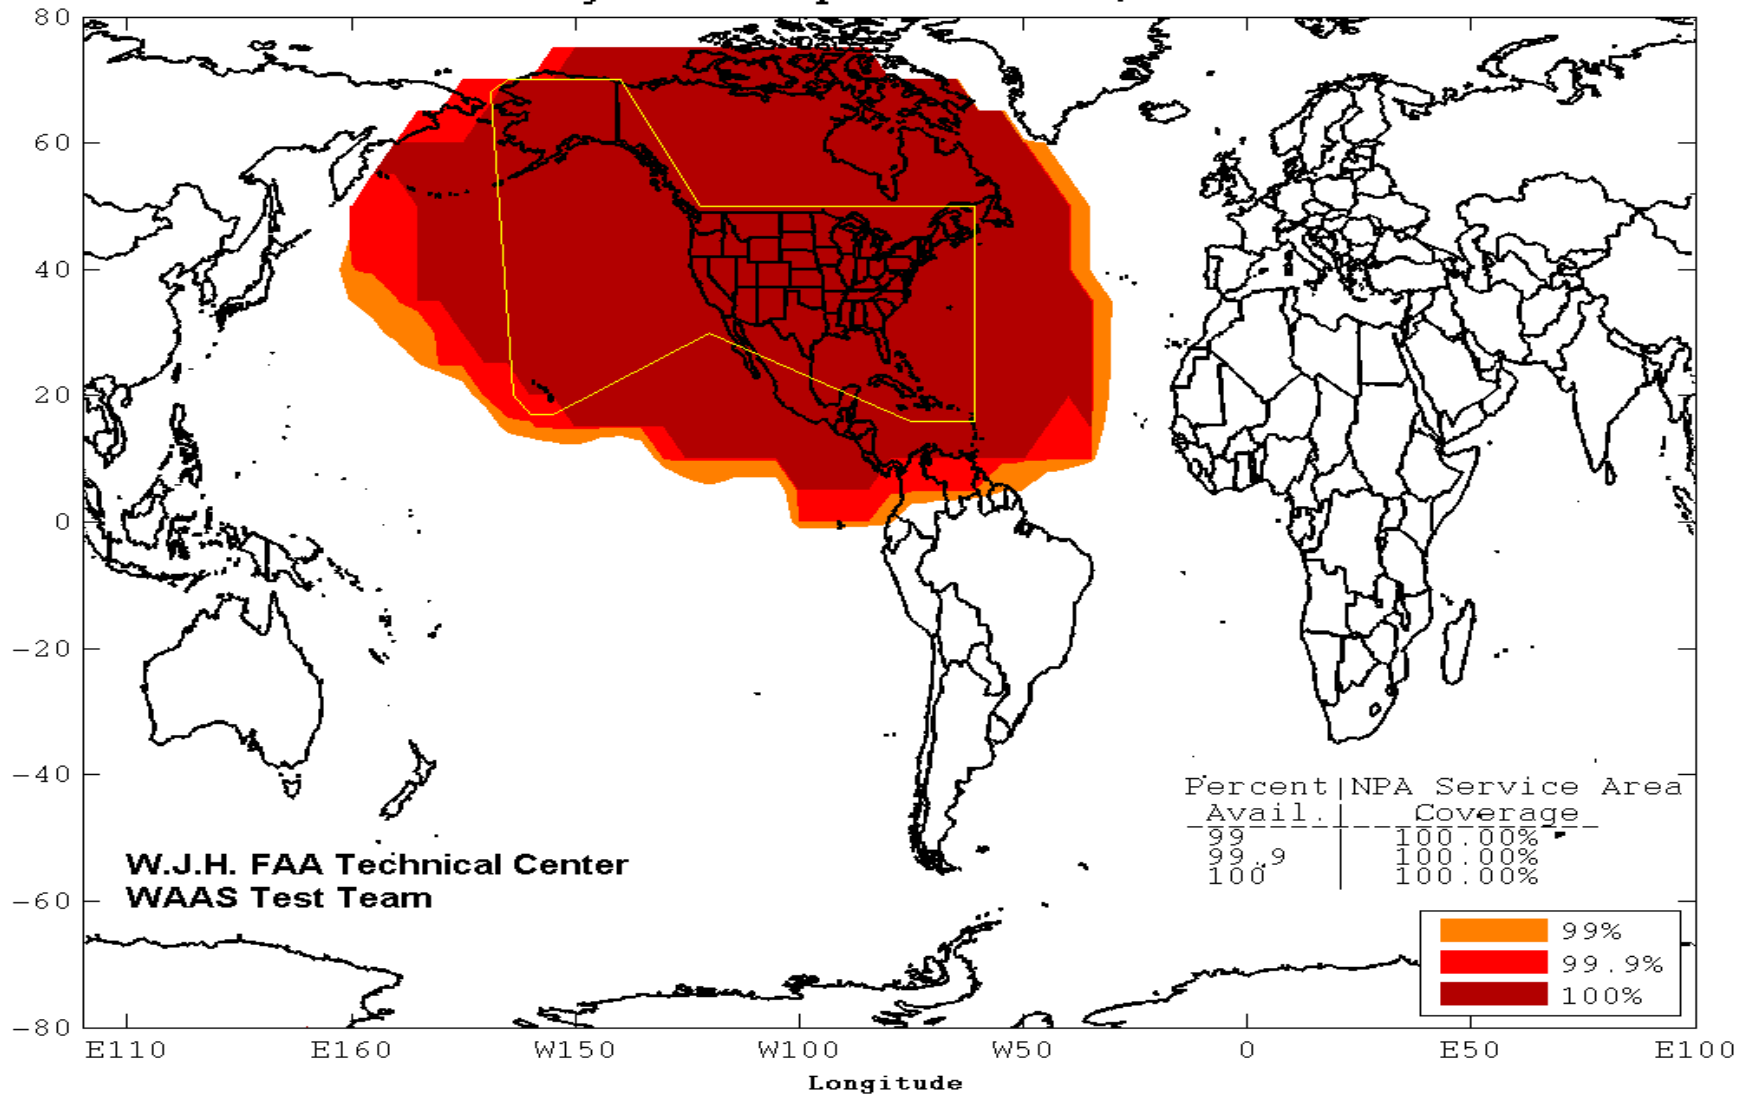 80
60
40
20
0
-20
-40
-60
-80
E110 E160 W150 W100 W50 0 E50 E100
Longitude
W.J.H. FAA Technical Center
WAAS Test Team
Percent|NPA Service Area
Avail.| Coverage
99 | 100.00%
99.9 | 100.00%
100 | 100.00%
99%
99.9%
100%